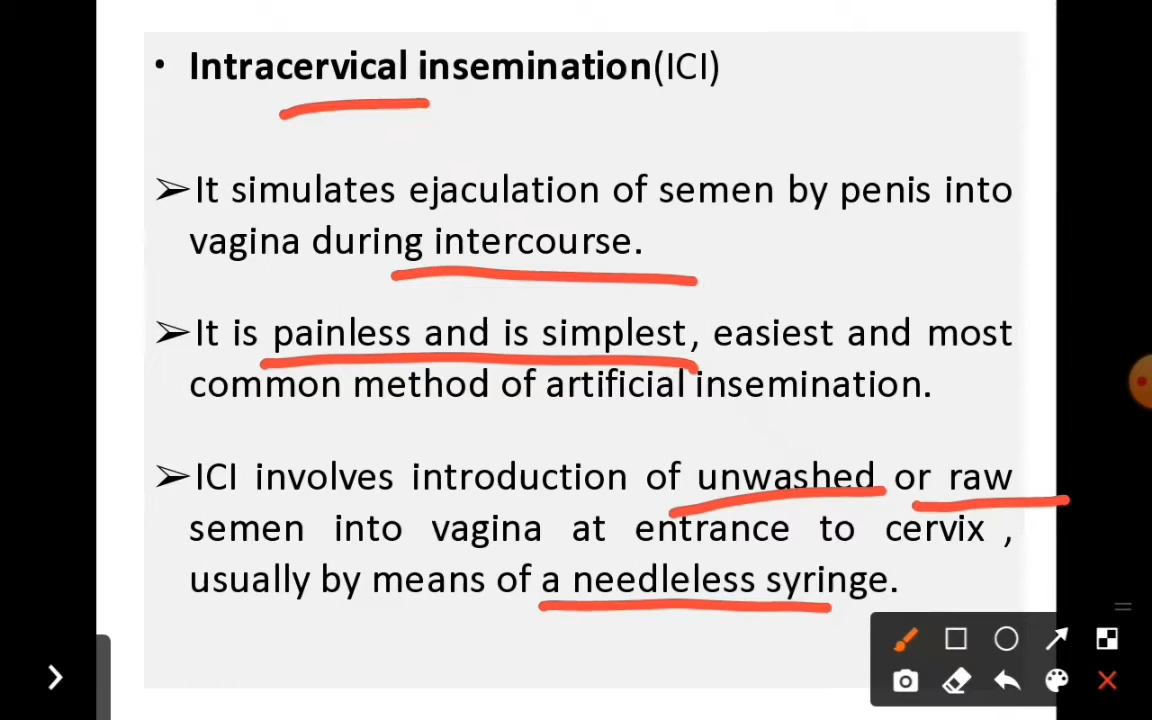 • Intracervical insemination(ICI)
➢It simulates ejaculation of semen by penis into
vagina during intercourse.
➢It is painless and is simplest, easiest and most
common method of artificial insemination.
➢ICI involves introduction of unwashed or raw
semen into vagina at entrance to cervix ,
usually by means of a needleless syringe.